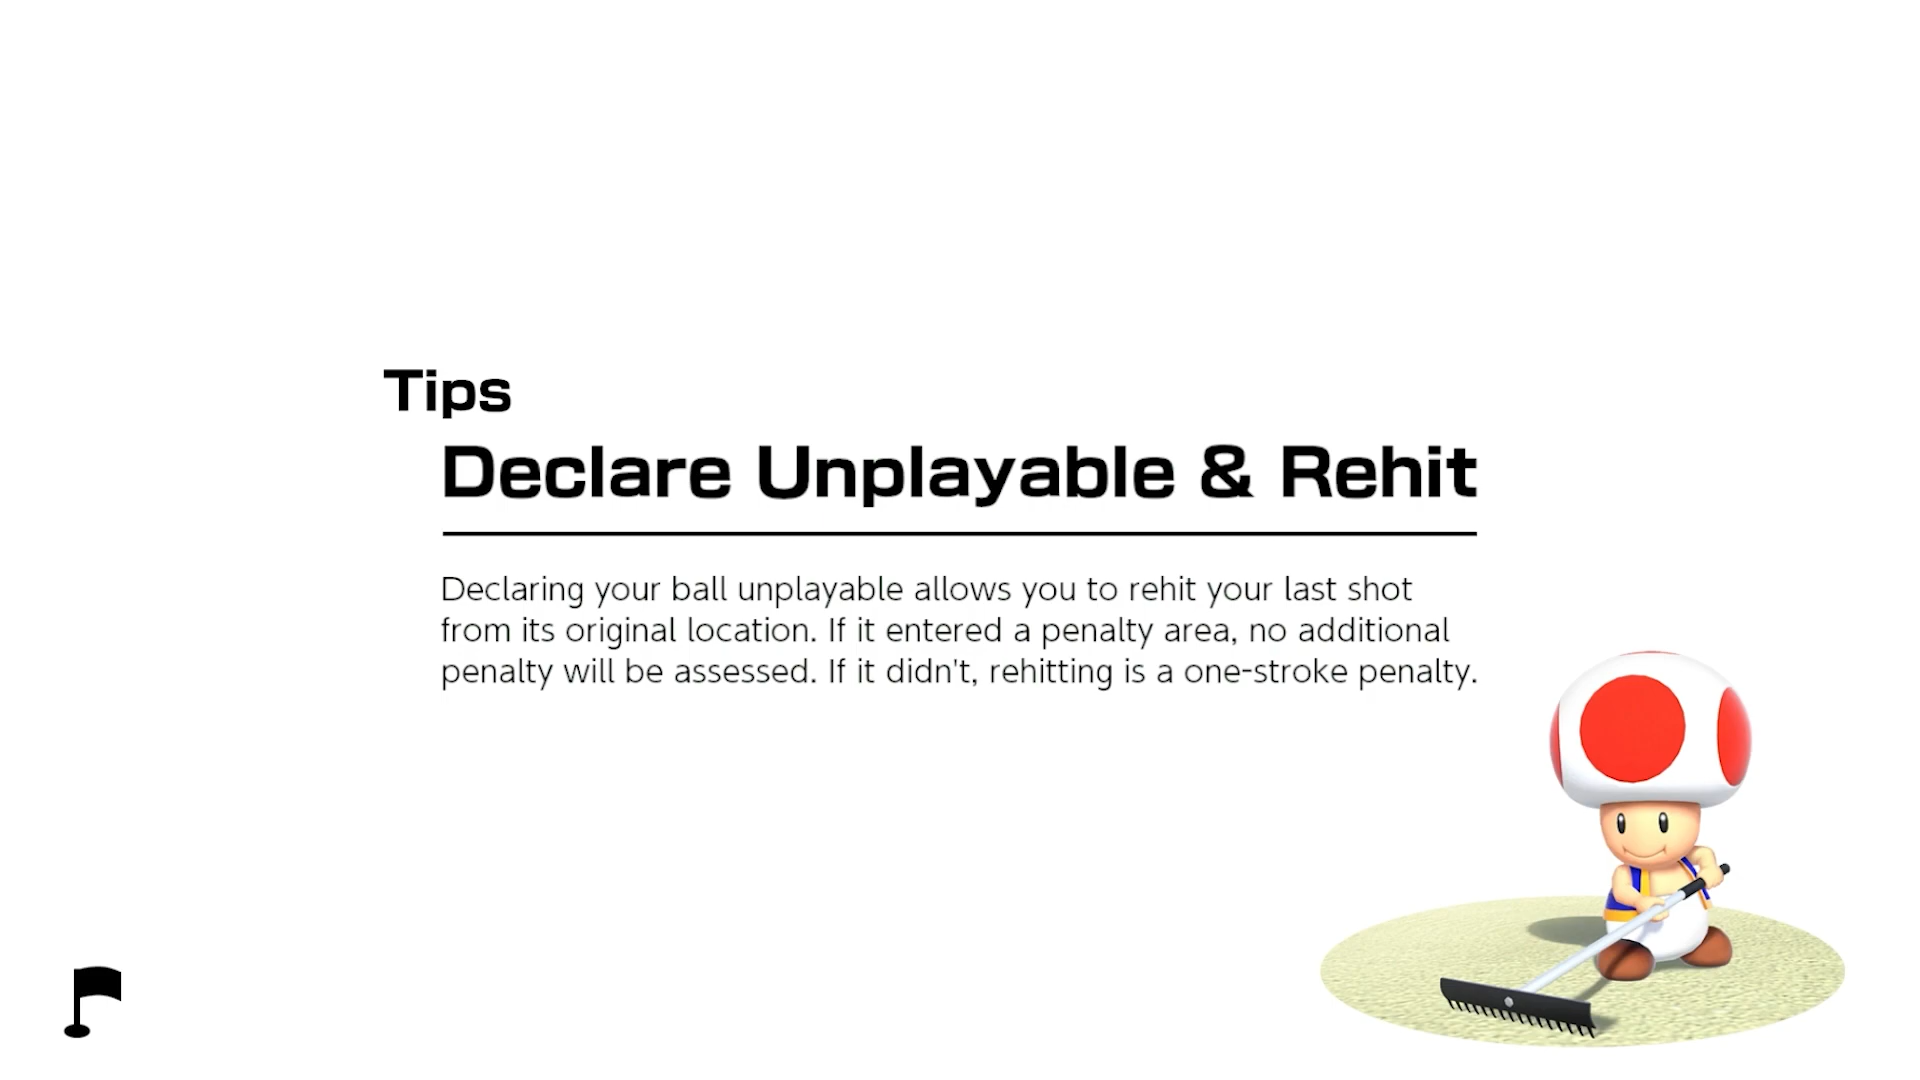 Tips
Declare Unplayable & Rehit
Declaring your ball unplayable allows you to rehit your last shot
from its original location. If it entered a penalty area, no additional
penalty will be assessed. If it didn't, rehitting is a one-stroke penalty.